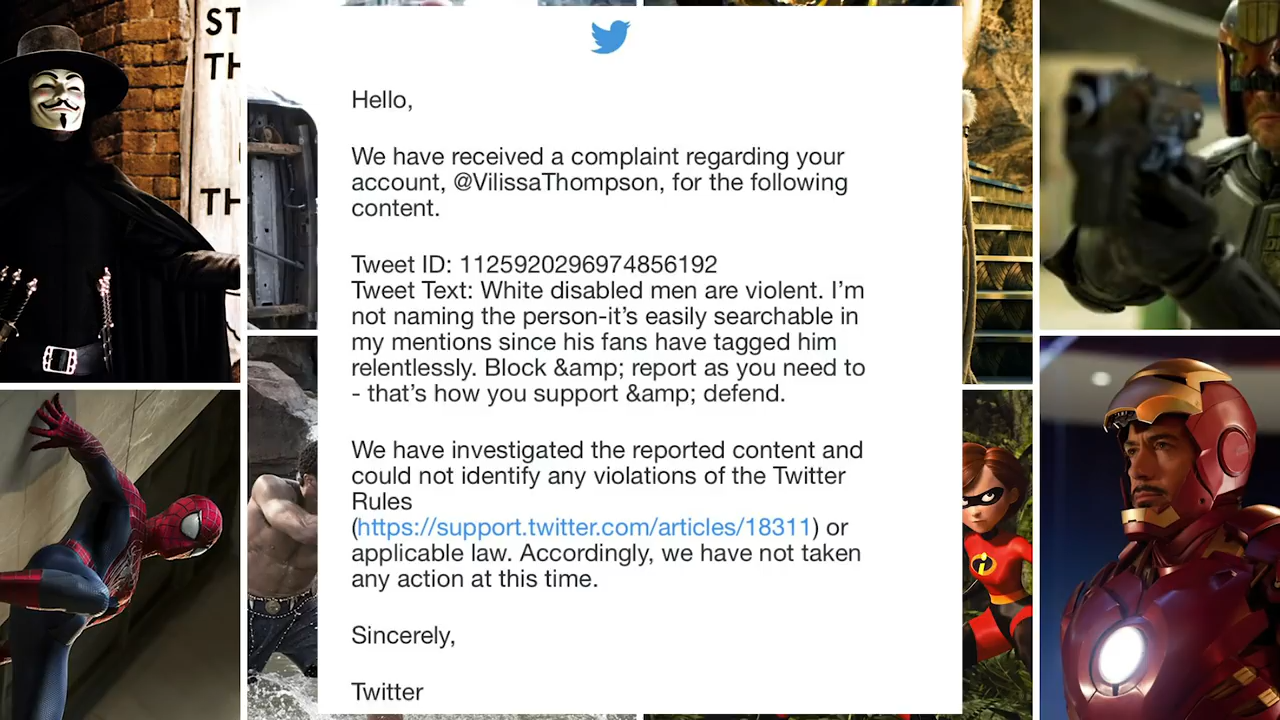 ST
TH
TH
Hello,
We have received a complaint regarding your
account, @VilissaThompson, for the following
content.
Tweet ID: 1125920296974856192
Tweet Text: White disabled men are violent. I’m
not naming the person-it’s easily searchable in
my mentions since his fans have tagged him
relentlessly. Block &amp; report as you need to
- that’s how you support &amp; defend.
We have investigated the reported content and
could not identify any violations of the Twitter
Rules
(https://support.twitter.com/articles/18311) or
applicable law. Accordingly, we have not taken
any action at this time.
Sincerely,
Twitter